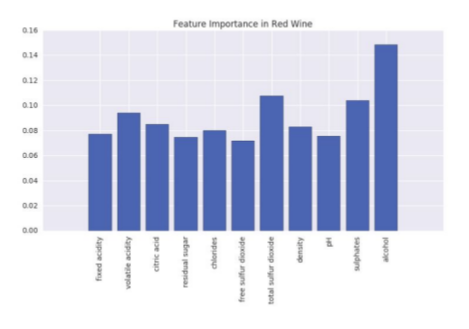 Feature Importance in Red Wine
0.16
0.14
0.12
0.10
0.08
0.06
0.04
0.02
0.00
fixed acidity
volatile acidity
citric acid
residual sugar
chlorides
free sulfur dioxide
total sulfur dioxide
density
pH
sulphates
alcohol